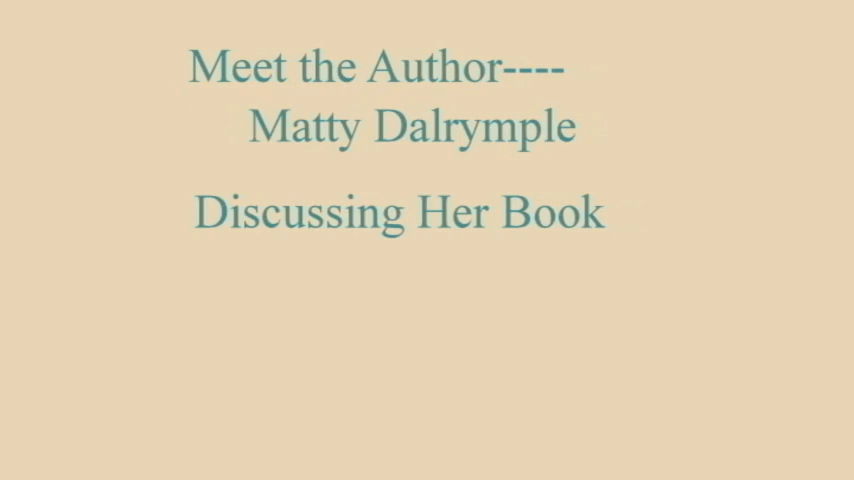 Meet the Author----
Matty Dalrymple
Discussing Her Book